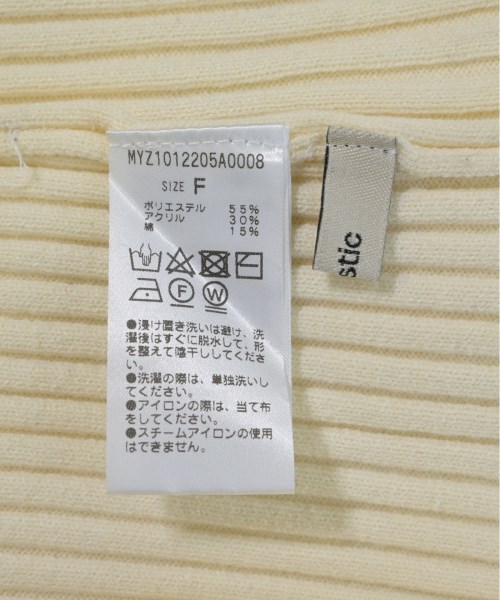 MYZ1012205A0008
SIZE F
ポリエステル 55%
アクリル 30%
綿 15%
F W
●浸け置き洗いは避け、洗
濯後はすぐに脱水して、形
を整えて陰干ししてくださ
い。
●洗濯の際は、単独洗いし
てください。
●アイロンの際は、当て布
をしてください。
●スチームアイロンの使用
はできません。
stic